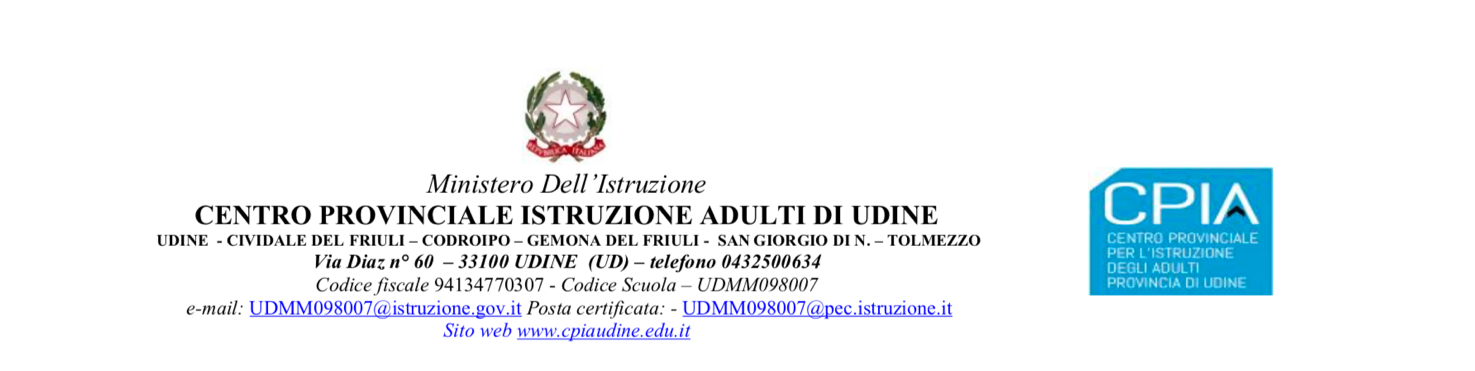 REPVBBLICA ITALIANA
Ministero Dell’Istruzione
CENTRO PROVINCIALE ISTRUZIONE ADULTI DI UDINE
UDINE - CIVIDALE DEL FRIULI – CODROIPO – GEMONA DEL FRIULI - SAN GIORGIO DI N. – TOLMEZZO
Via Diaz n° 60 – 33100 UDINE (UD) – telefono 0432500634
Codice fiscale 94134770307 - Codice Scuola – UDMM098007
e-mail: UDMM098007@istruzione.gov.it Posta certificata: - UDMM098007@pec.istruzione.it
Sito web www.cpiaudine.edu.it
CPIA
CENTRO PROVINCIALE
PER L'ISTRUZIONE
DEGLI ADULTI
PROVINCIA DI UDINE